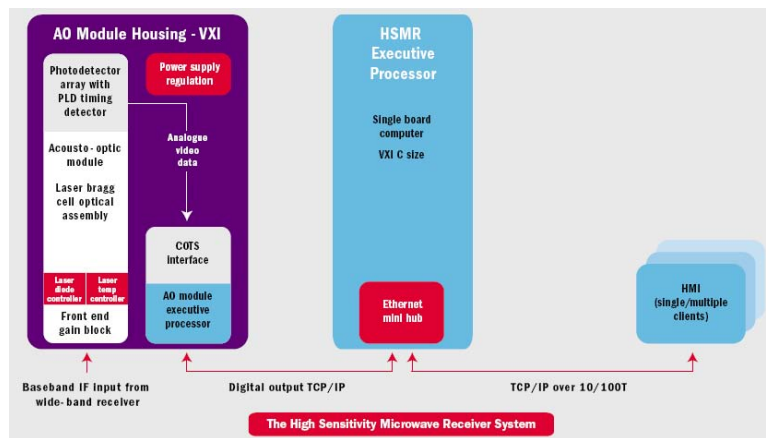 AO Module Housing - VXI
Photodetector
array with
PLD timing
detector
Power supply
regulation
Analogue
video
data
Acousto - optic
module
Laser bragg
cell optical
assembly
Laser
diode
controller
Laser
temp
controller
Front end
gain block
COTS
interface
AO module
executive
processor
HSMR
Executive
Processor
Single board
computer
VXI C size
Ethernet
mini hub
HMI
(single/multiple
clients)
Baseband IF input from
wide- band receiver
Digital output TCP/IP
TCP/IP over 10/100T
The High Sensitivity Microwave Receiver System